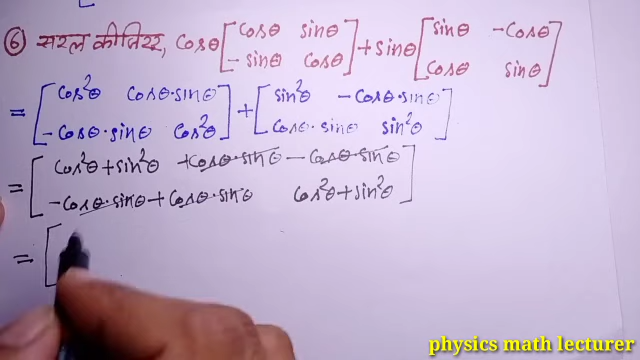 ⑥ सरल कीजिए, cosθ [cosθ sinθ
-sinθ cosθ] + sinθ [sinθ -cosθ
cosθ sinθ]
= [cos²θ cosθ·sinθ
-cosθ·sinθ cos²θ] + [sin²θ -cosθ·sinθ
cosθ·sinθ sin²θ]
= [cos²θ+sin²θ +cosθ·sinθ - cosθ·sinθ
-cosθ·sinθ + cosθ·sinθ cos²θ+sin²θ]
= [
physics math lecturer